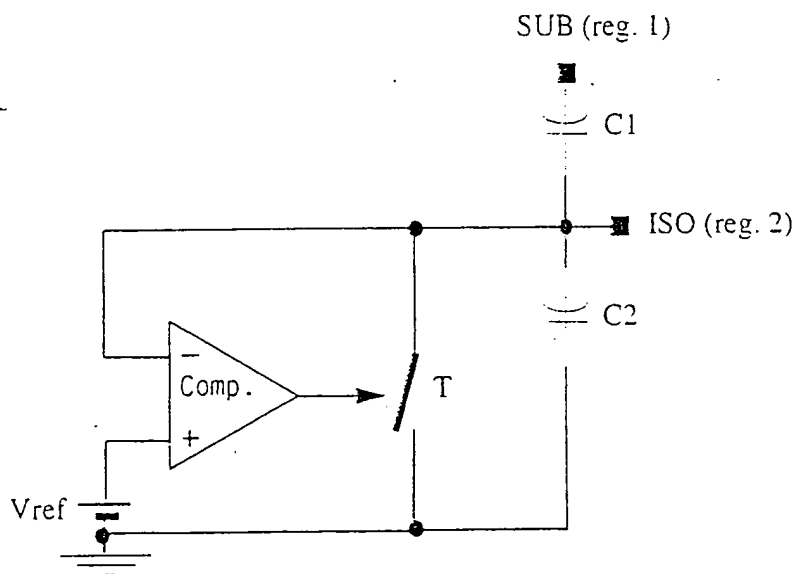 SUB (reg. 1)
C1
ISO (reg. 2)
C2
−
Comp.
T
+
Vref